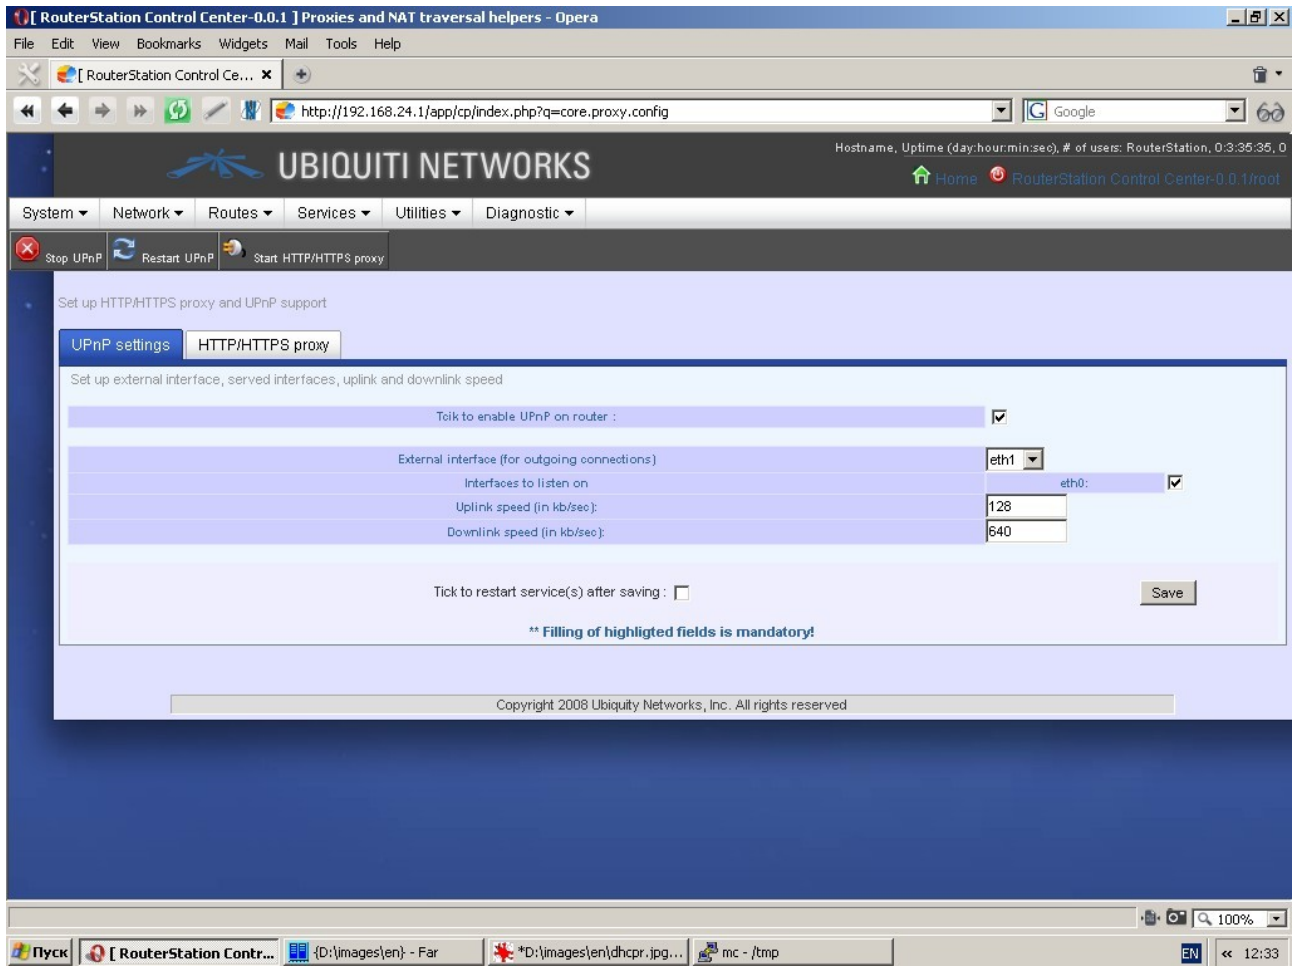 [ RouterStation Control Center-0.0.1 ] Proxies and NAT traversal helpers - Opera
File Edit View Bookmarks Widgets Mail Tools Help
[ RouterStation Control Ce...
http://192.168.24.1/app/cp/index.php?q=core.proxy.config Google
Hostname, Uptime (day:hour:min:sec), # of users: RouterStation, 0:3:35:35, 0
UBIQUITI NETWORKS
Home RouterStation Control Center-0.0.1/root
System Network Routes Services Utilities Diagnostic
Stop UPnP Restart UPnP Start HTTP/HTTPS proxy
Set up HTTP/HTTPS proxy and UPnP support
UPnP settings HTTP/HTTPS proxy
Set up external interface, served interfaces, uplink and downlink speed
Tcik to enable UPnP on router :
External interface (for outgoing connections) eth1
Interfaces to listen on eth0:
Uplink speed (in kb/sec): 128
Downlink speed (in kb/sec): 640
Tick to restart service(s) after saving : Save
** Filling of highligted fields is mandatory!
Copyright 2008 Ubiquity Networks, Inc. All rights reserved
100%
Пуск [ RouterStation Contr... {D:\images\en} - Far *D:\images\en\dhcpr.jpg... mc - /tmp EN « 12:33